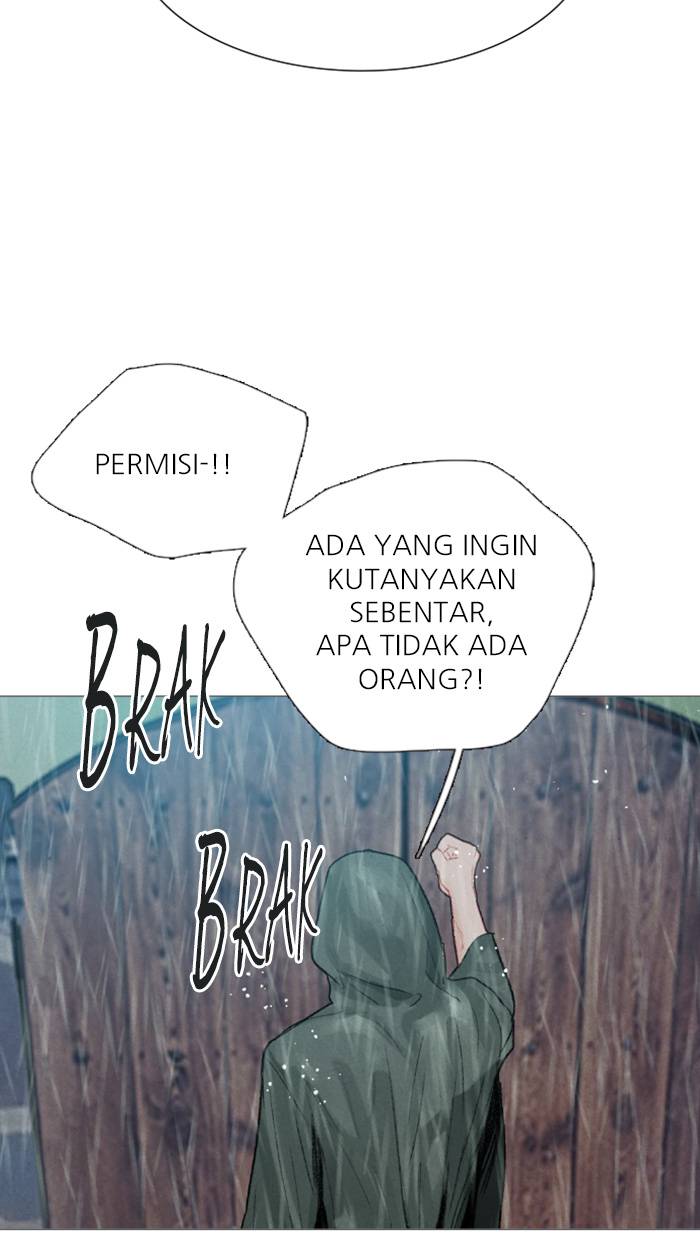 PERMISI-!!
ADA YANG INGIN
KUTANYAKAN
SEBENTAR,
APA TIDAK ADA
ORANG?!
BRAK
BRAK